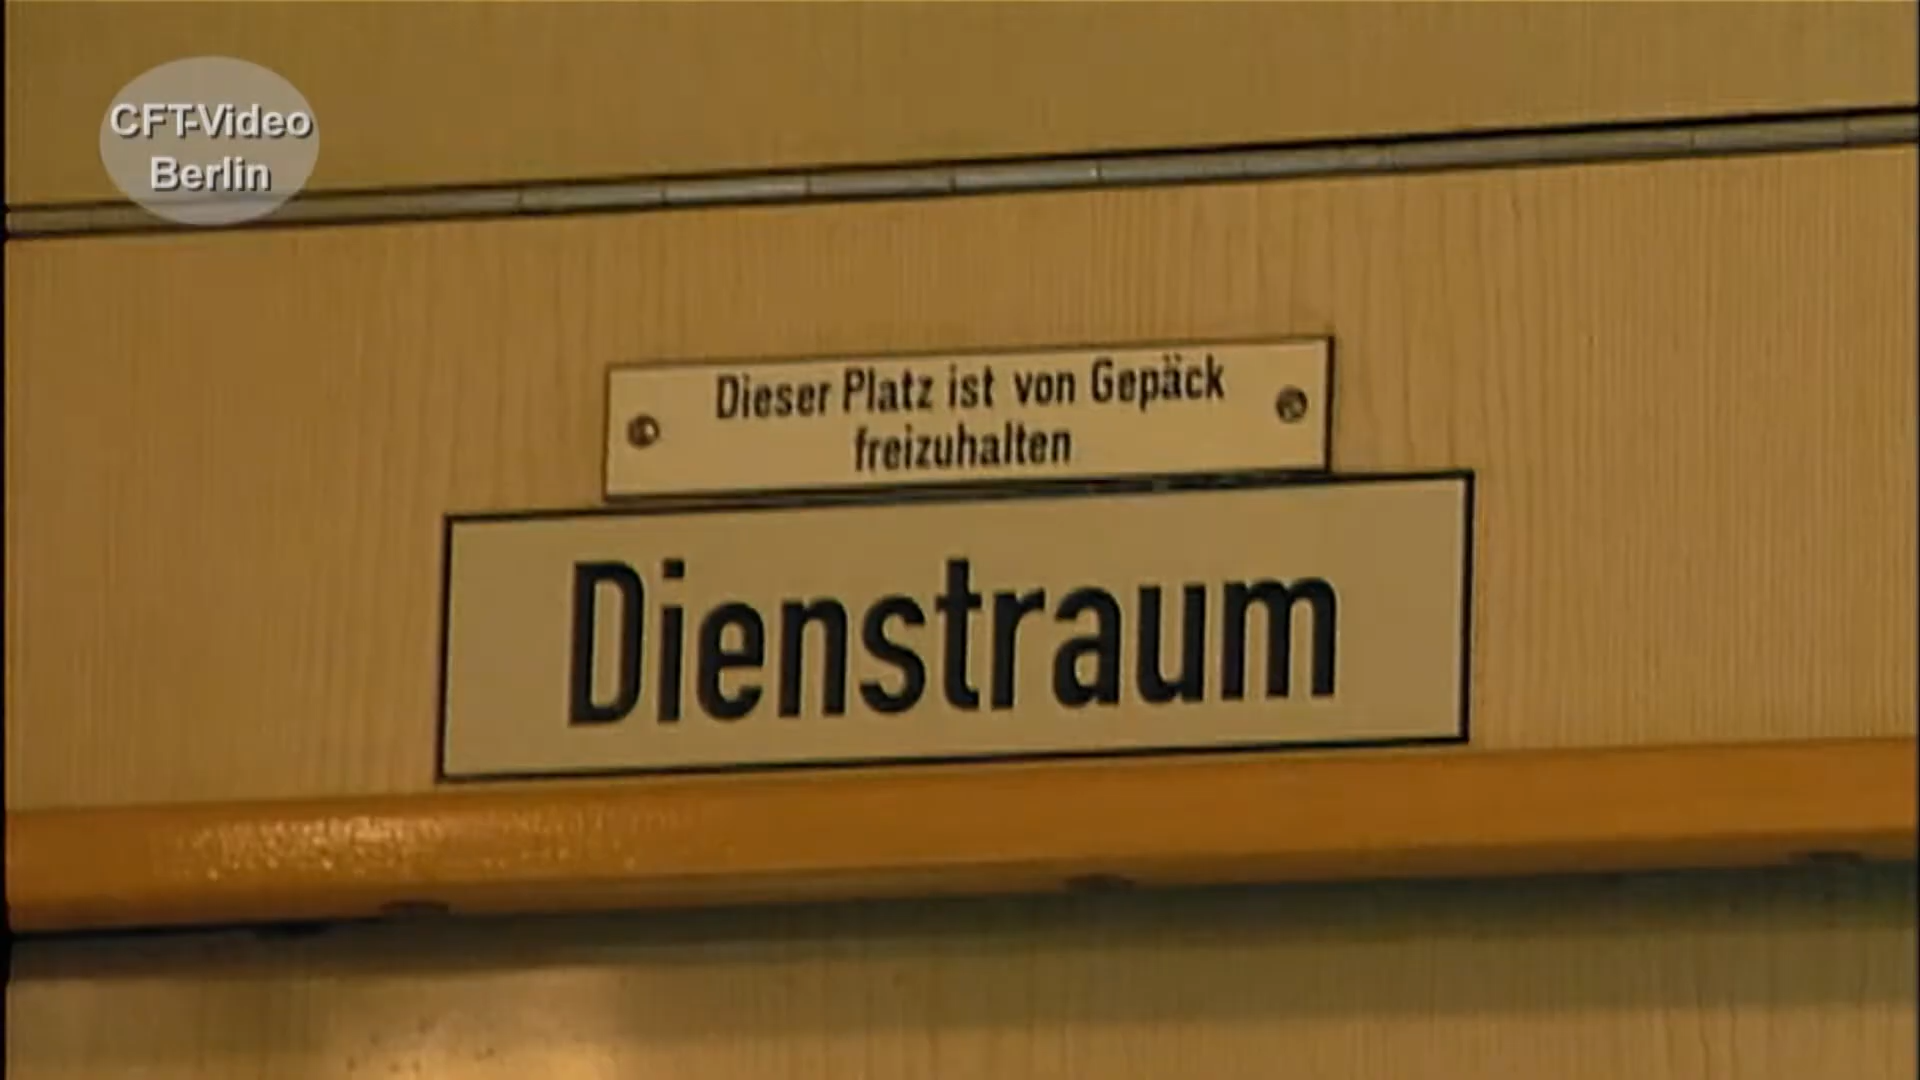 CFT-Video
Berlin
Dieser Platz ist von Gepäck
freizuhalten
Dienstraum